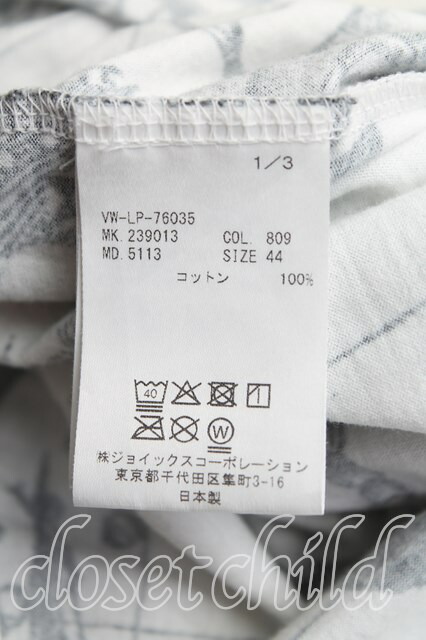 1/3
VW-LP-76035
MK. 239013 COL. 809
MD. 5113 SIZE 44
コットン 100%
40
W
株ジョイックスコーポレーション
東京都千代田区隼町3-16
日本製
closetchild